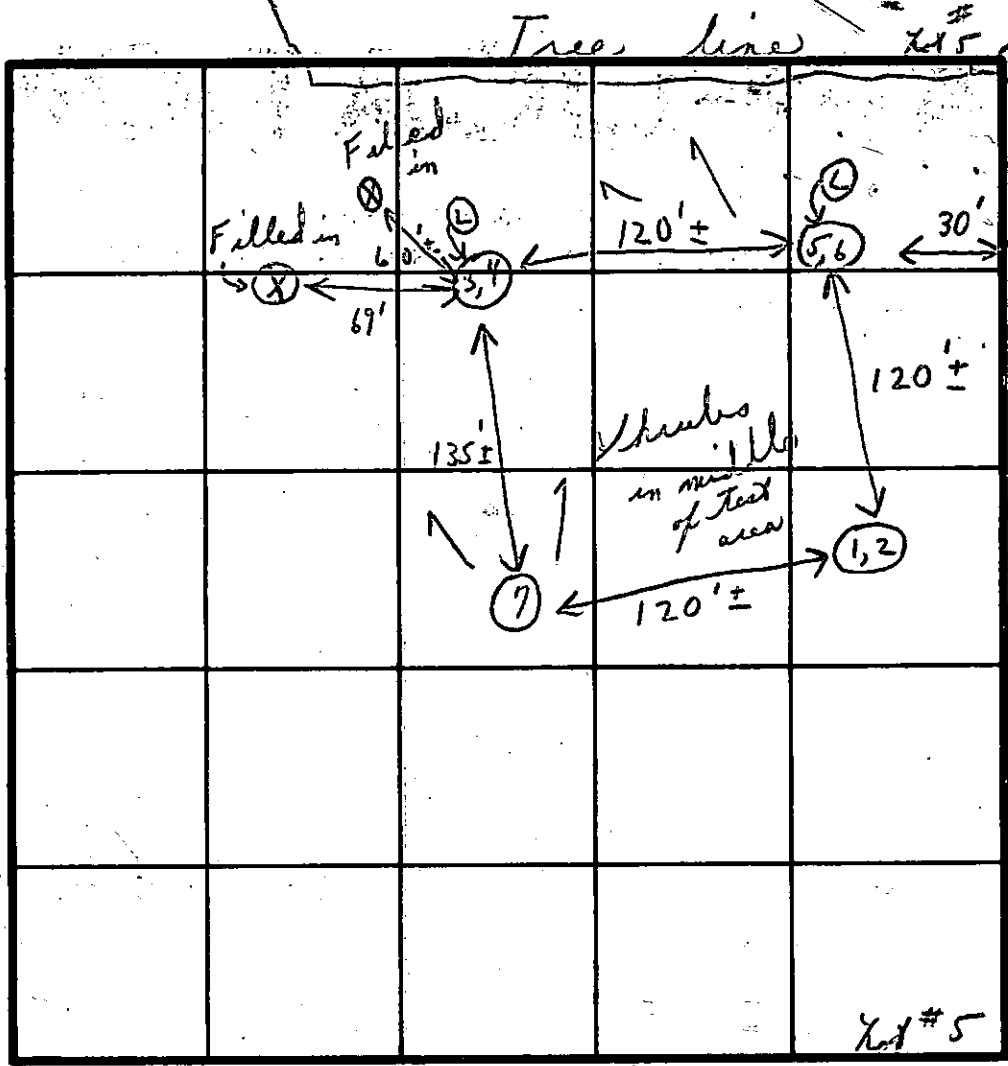 Tree line
Lot #5
Filled
in
L
L
Filled in
X
60'±
120'±
5,6
30'
X
69'
3,4
120'±
135'±
Shrubs
in middle
of Test
area
1,2
7
120'±
Lot #5